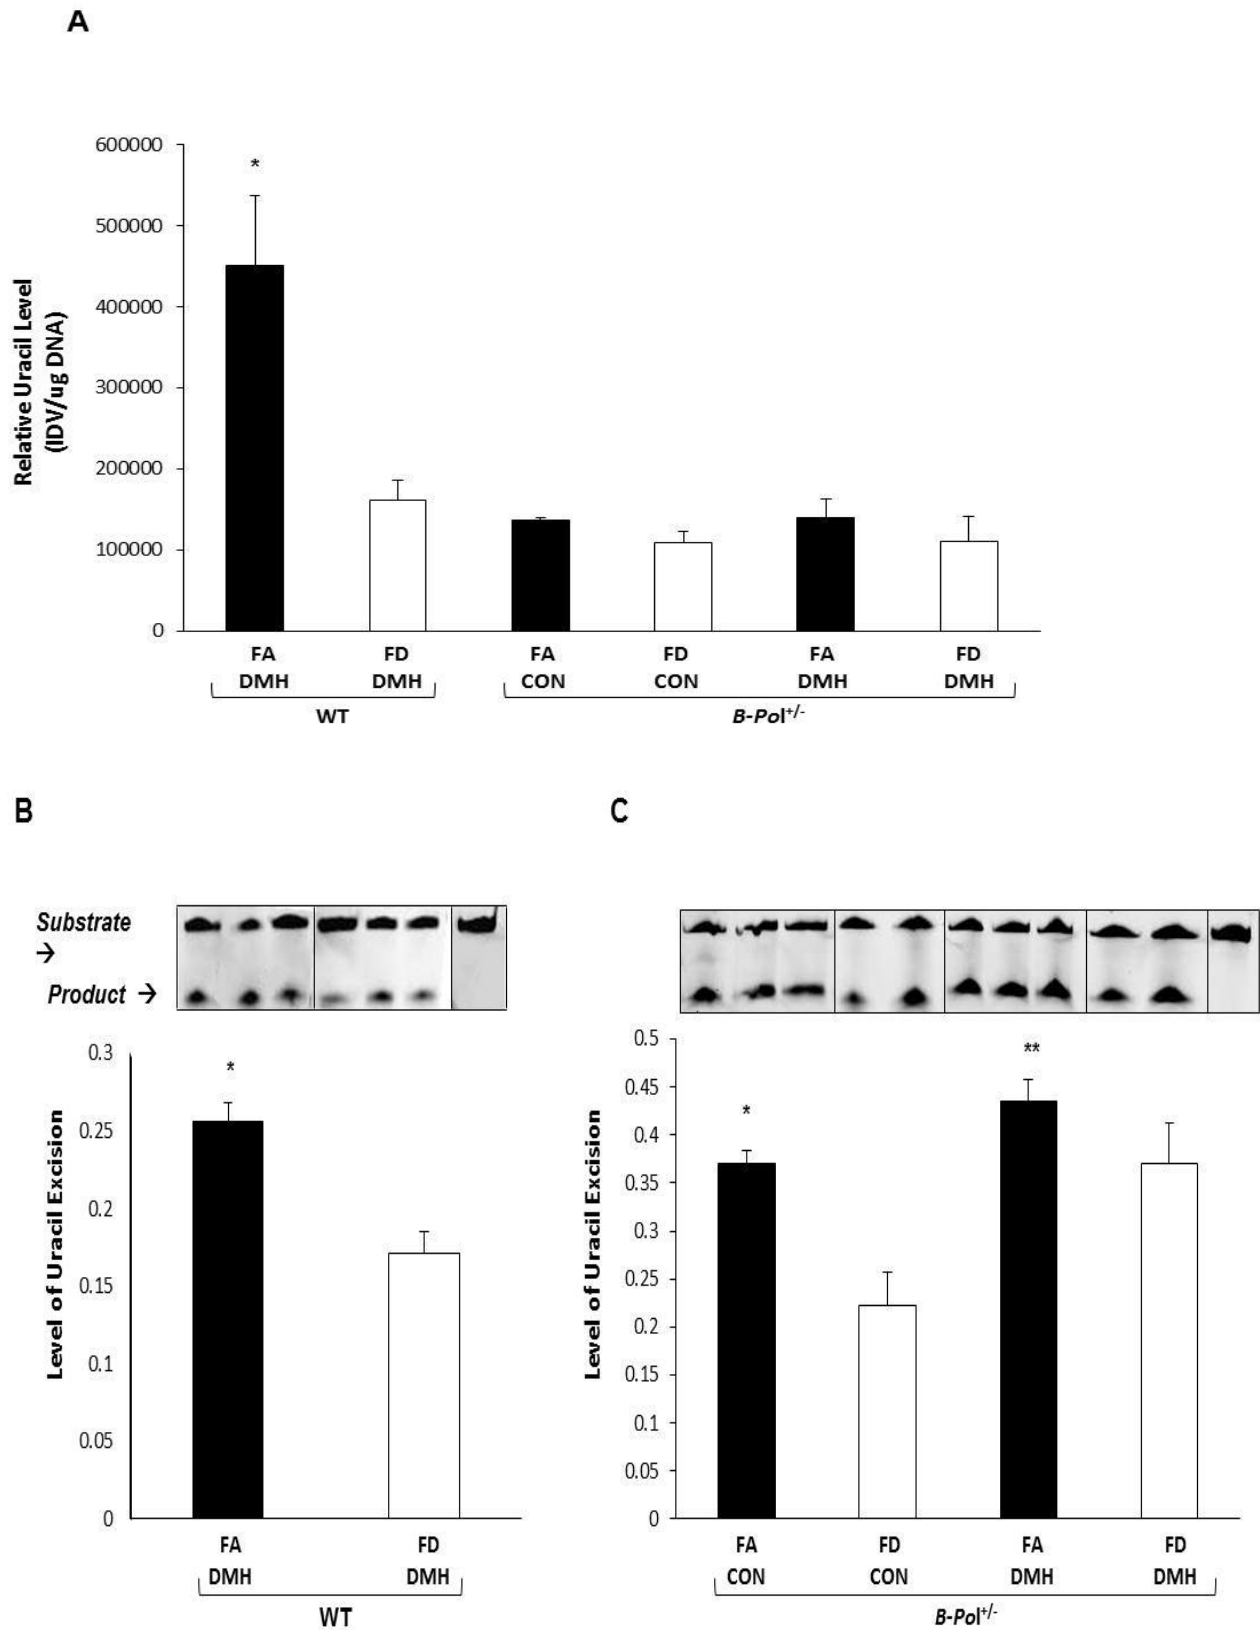 A
600000
*
500000
400000
300000
200000
100000
0
Relative Uracil Level
(IDV/ug DNA)
FA FD FA FD FA FD
DMH DMH CON CON DMH DMH
WT B-Pol+/-
B
Substrate
→
Product →
0.3
*
0.25
0.2
0.15
0.1
0.05
0
Level of Uracil Excision
FA FD
DMH DMH
WT
C
0.5
**
0.45
*
0.4
0.35
0.3
0.25
0.2
0.15
0.1
0.05
0
Level of Uracil Excision
FA FD FA FD
CON CON DMH DMH
B-Pol+/-